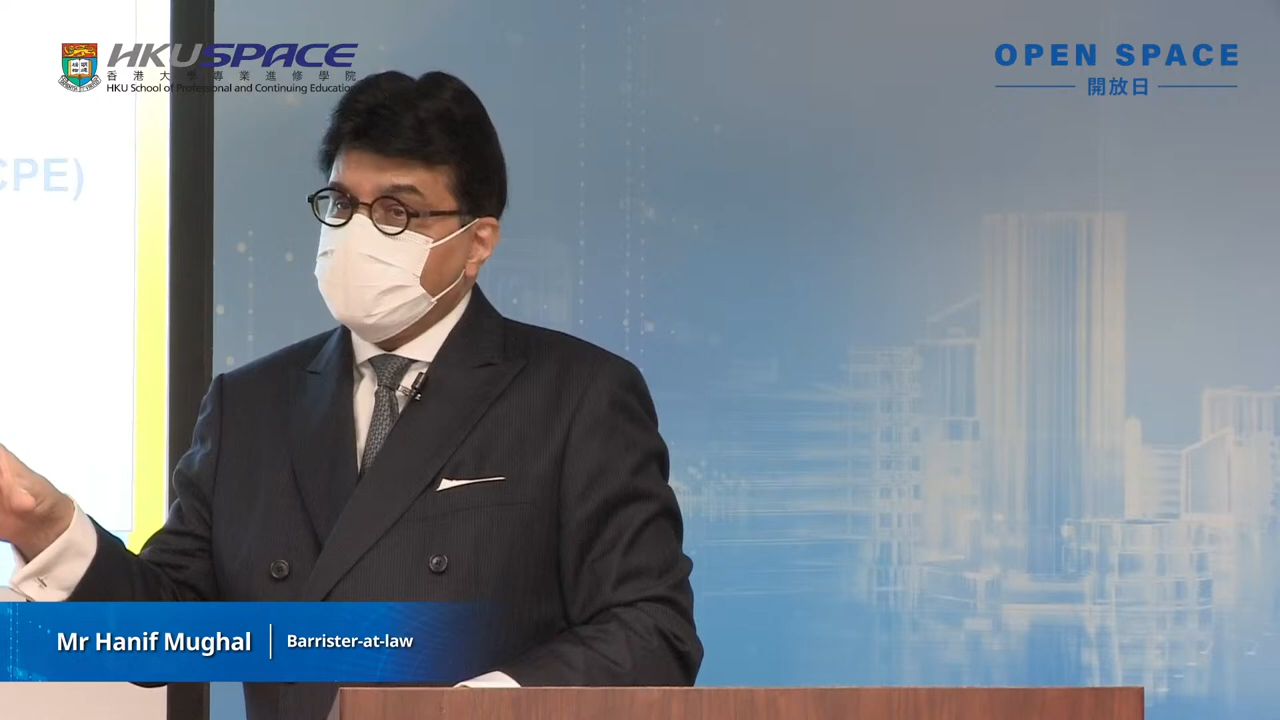 HKUSPACE
香港大學專業進修學院
HKU School of Professional and Continuing Education
OPEN SPACE
開放日
CPE)
Mr Hanif Mughal
Barrister-at-law